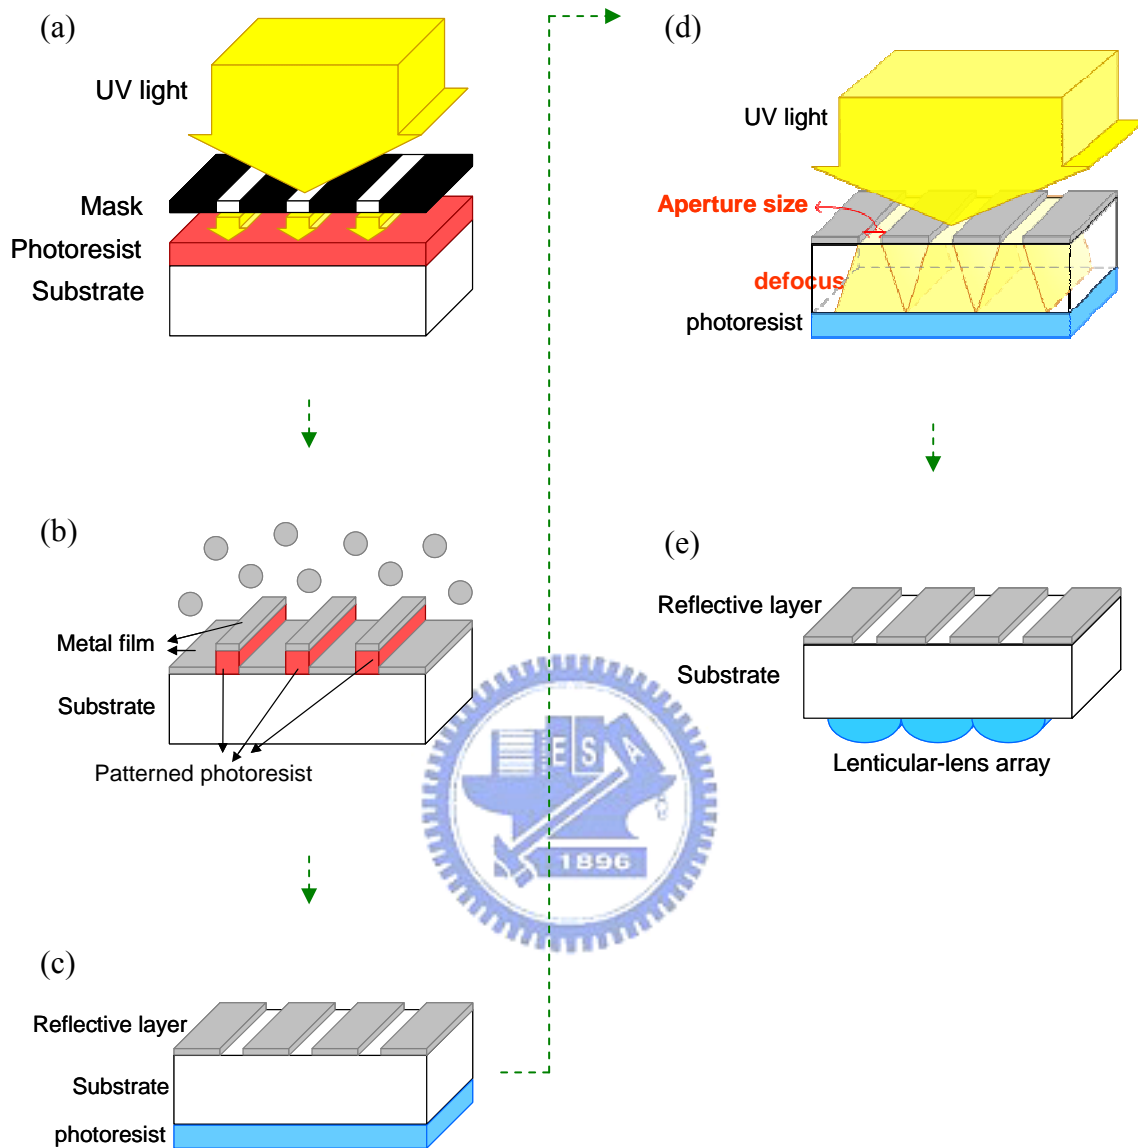 (a)
UV light
Mask
Photoresist
Substrate
(b)
Metal film
Substrate
Patterned photoresist
(c)
Reflective layer
Substrate
photoresist
(d)
UV light
Aperture size
defocus
photoresist
(e)
Reflective layer
Substrate
Lenticular-lens array
E S A
1896